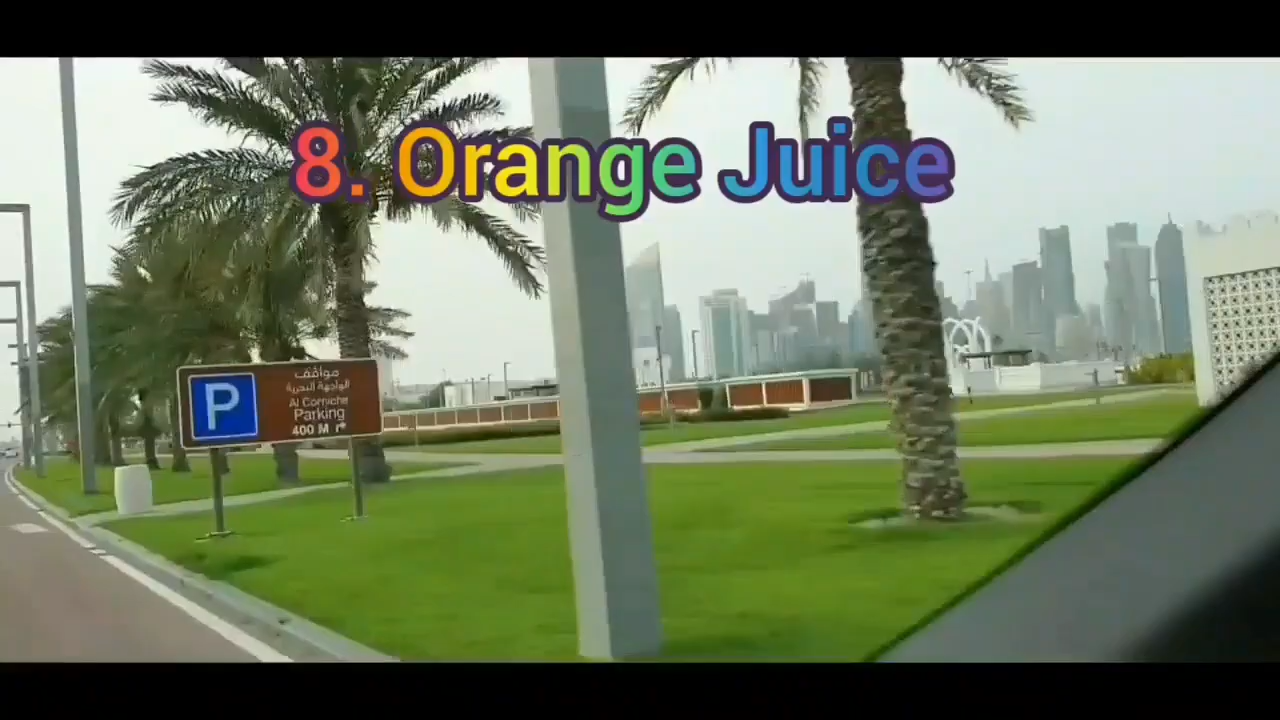 8. Orange Juice
P
مواقف
الواجهة البحرية
Al Corniche
Parking
400 M م